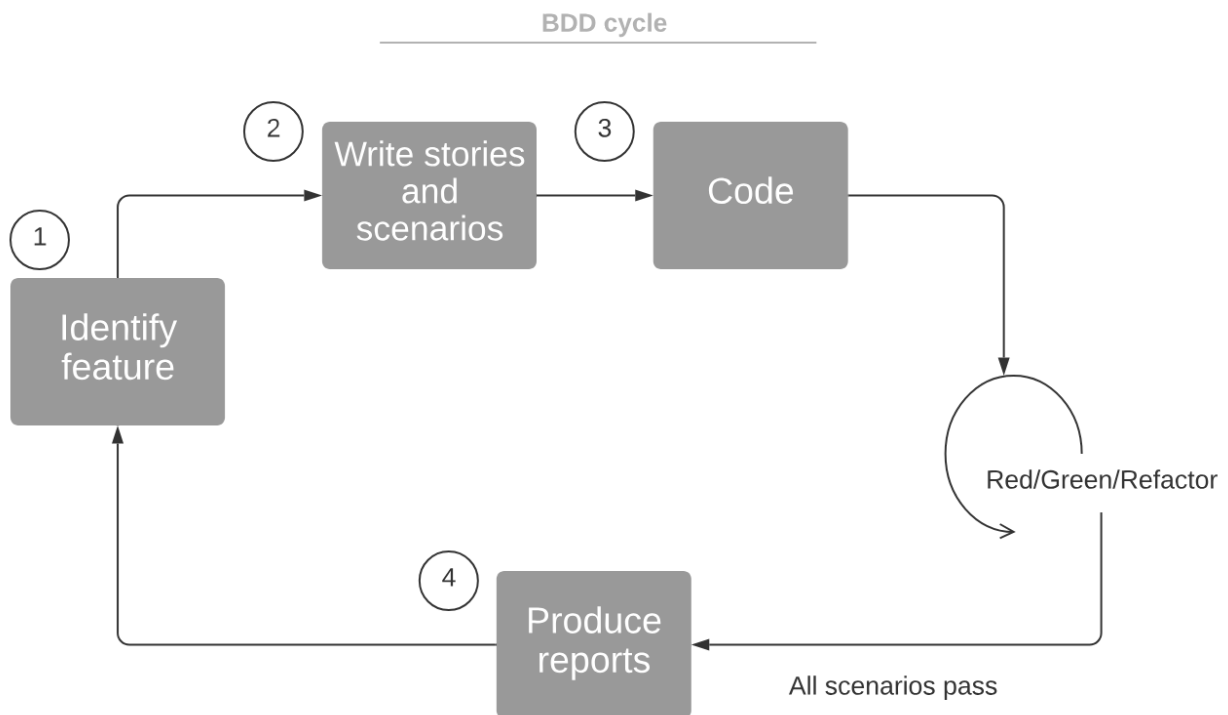 BDD cycle
1
Identify
feature
2
Write stories
and
scenarios
3
Code
Red/Green/Refactor
All scenarios pass
4
Produce
reports